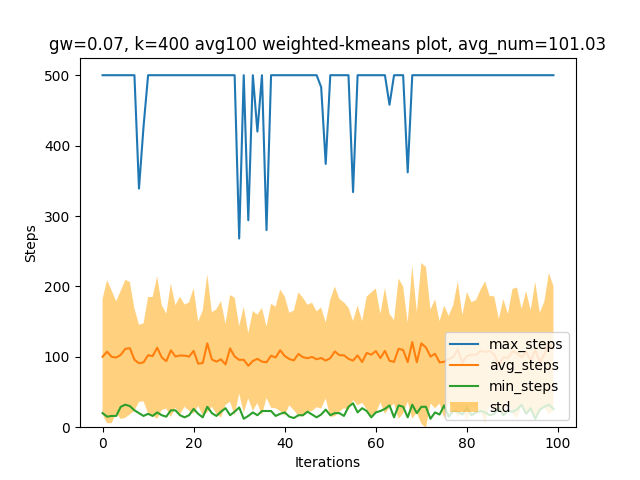 gw=0.07, k=400 avg100 weighted-kmeans plot, avg_num=101.03
500
400
300
200
100
0
Steps
max_steps
avg_steps
min_steps
std
0
20
40
60
80
100
Iterations